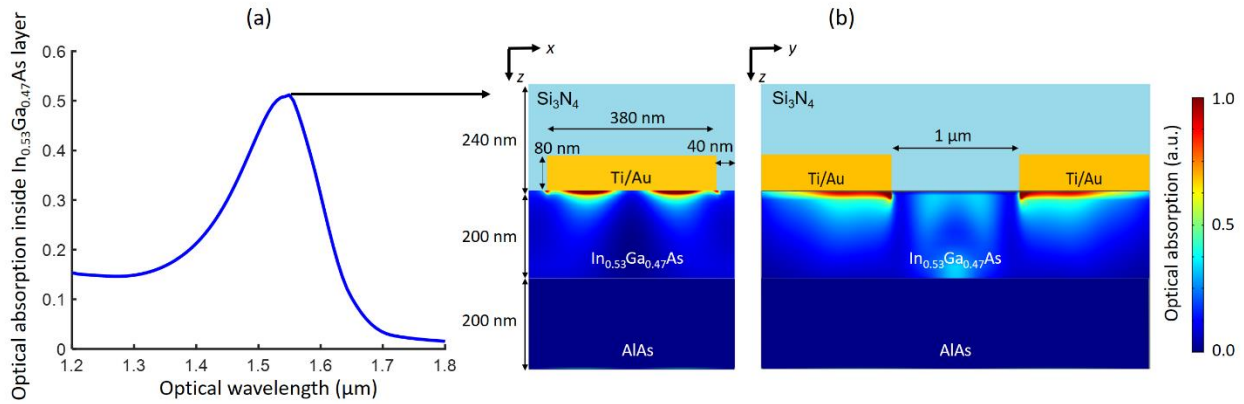 (a)
(b)
Optical absorption inside In0.53Ga0.47As layer
0.6
0.5
0.4
0.3
0.2
0.1
0
1.2
1.3
1.4
1.5
1.6
1.7
1.8
Optical wavelength (μm)
x
z
Si3N4
380 nm
240 nm
80 nm
40 nm
Ti/Au
200 nm
In0.53Ga0.47As
200 nm
AlAs
y
z
Si3N4
1 μm
Ti/Au
Ti/Au
In0.53Ga0.47As
AlAs
1.0
0.5
0.0
Optical absorption (a.u.)